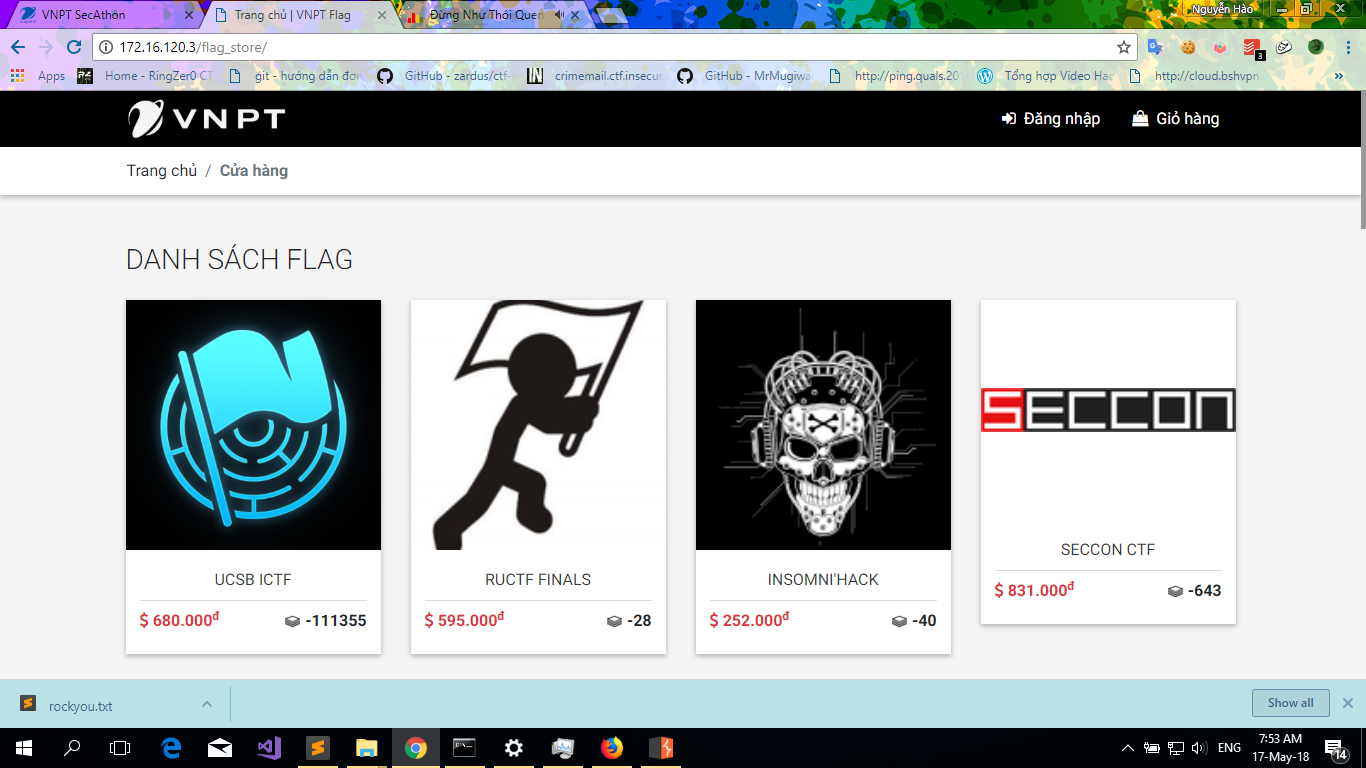 VNPT SecAthôn
Trang chủ | VNPT Flag
Đừng Như Thói Quen
Nguyễn Hào
172.16.120.3/flag_store/
3
Apps
Home - RingZer0 CT
git - hướng dẫn đơn
GitHub - zardus/ctf-
crimemail.ctf.insecur
GitHub - MrMugiwa
http://ping.quals.20
Tổng hợp Video Hac
http://cloud.bshvpn.
»
VNPT
Đăng nhập
Giỏ hàng
Trang chủ / Cửa hàng
DANH SÁCH FLAG
SECCON
UCSB ICTF
$ 680.000đ -111355
RUCTF FINALS
$ 595.000đ -28
INSOMNI'HACK
$ 252.000đ -40
SECCON CTF
$ 831.000đ -643
rockyou.txt
Show all
ENG
7:53 AM
17-May-18
14